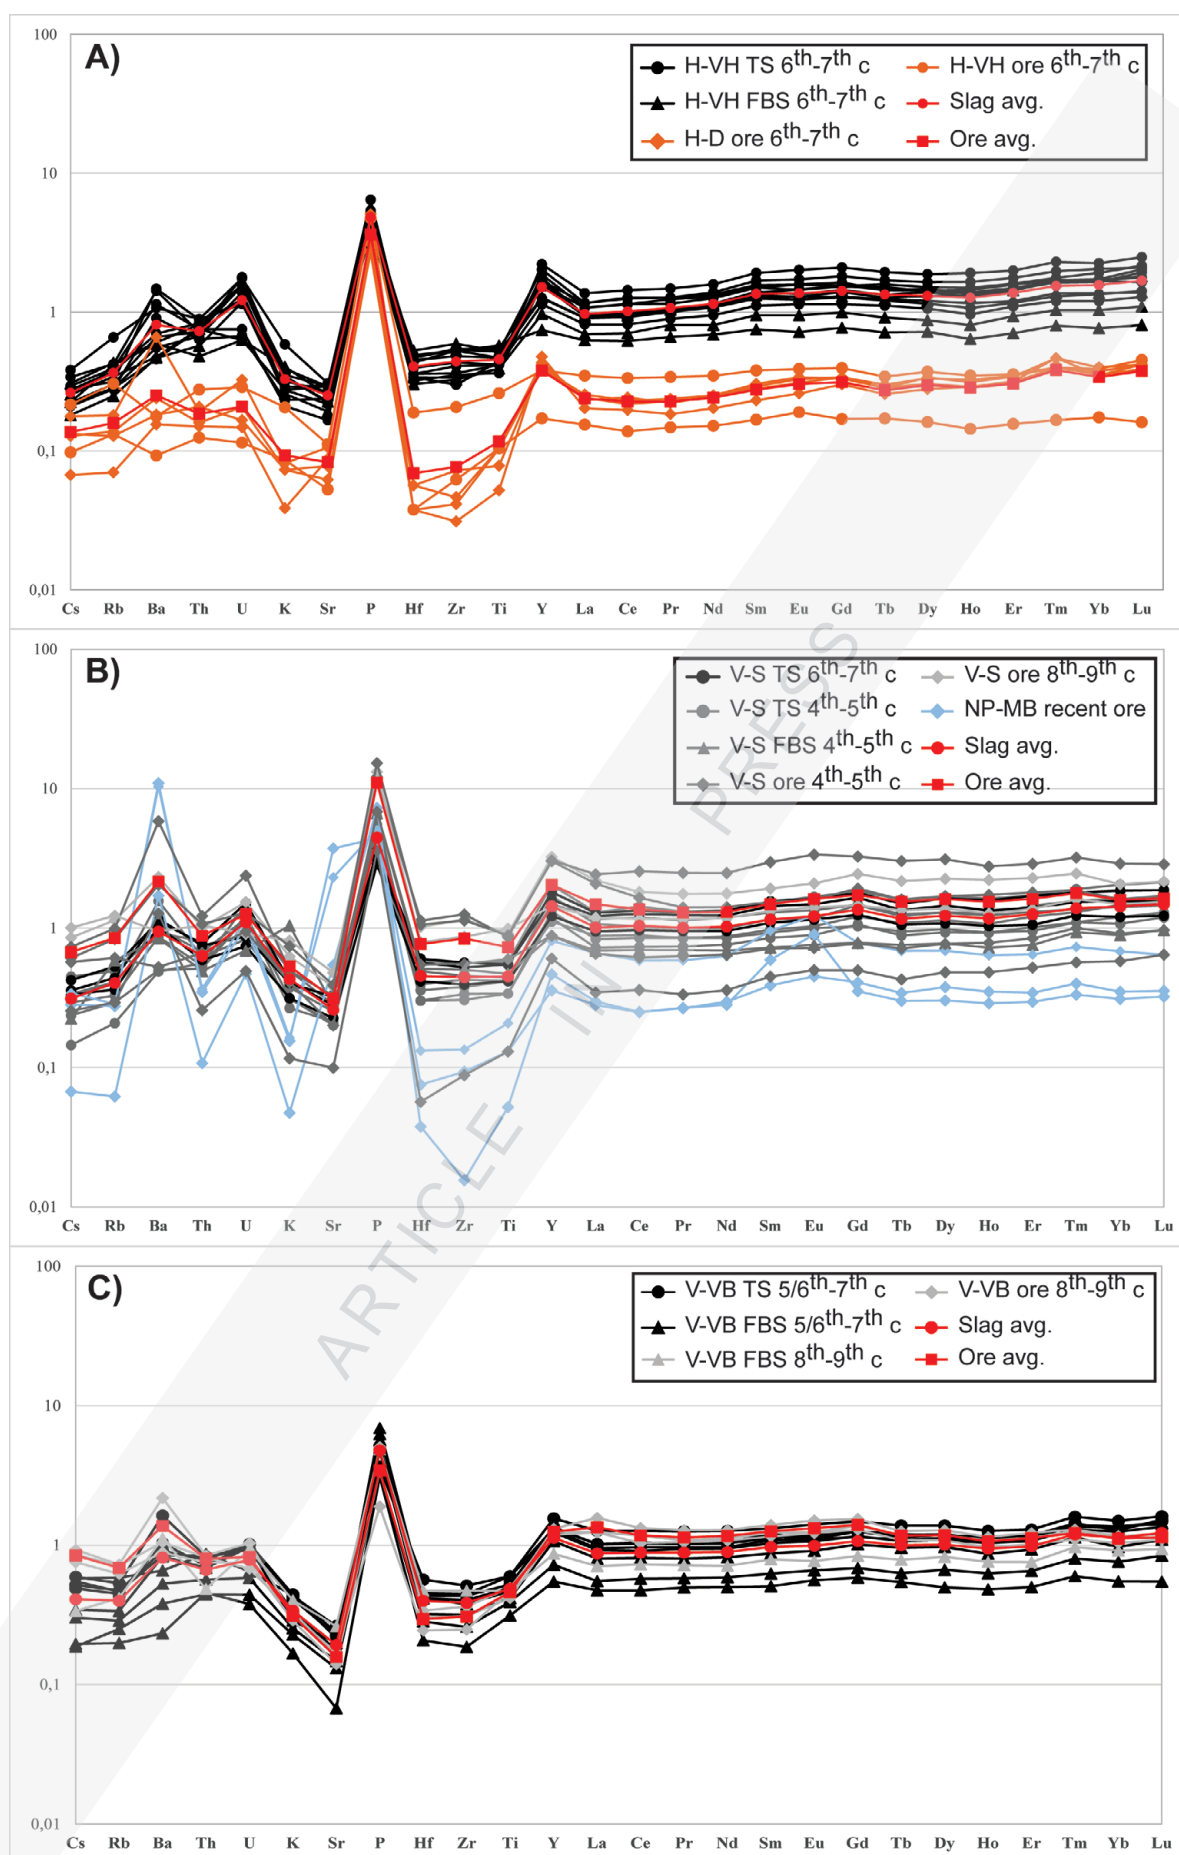 A)
H-VH TS 6th-7th c
H-VH ore 6th-7th c
H-VH FBS 6th-7th c
Slag avg.
H-D ore 6th-7th c
Ore avg.
100
10
1
0,1
0,01
Cs Rb Ba Th U K Sr P Hf Zr Ti Y La Ce Pr Nd Sm Eu Gd Tb Dy Ho Er Tm Yb Lu
B)
V-S TS 6th-7th c
V-S ore 8th-9th c
V-S TS 4th-5th c
NP-MB recent ore
V-S FBS 4th-5th c
Slag avg.
V-S ore 4th-5th c
Ore avg.
100
10
1
0,1
0,01
Cs Rb Ba Th U K Sr P Hf Zr Ti Y La Ce Pr Nd Sm Eu Gd Tb Dy Ho Er Tm Yb Lu
C)
V-VB TS 5/6th-7th c
V-VB ore 8th-9th c
V-VB FBS 5/6th-7th c
Slag avg.
V-VB FBS 8th-9th c
Ore avg.
100
10
1
0,1
0,01
Cs Rb Ba Th U K Sr P Hf Zr Ti Y La Ce Pr Nd Sm Eu Gd Tb Dy Ho Er Tm Yb Lu
ARTICLE IN PRESS